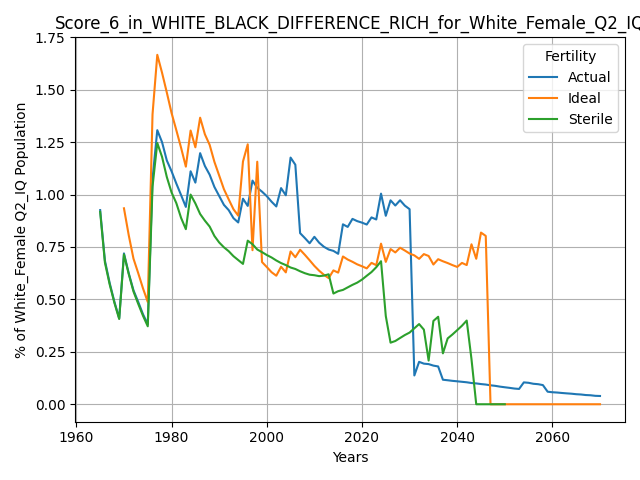 Score_6_in_WHITE_BLACK_DIFFERENCE_RICH_for_White_Female_Q2_IQ
1.75
1.50
1.25
1.00
0.75
0.50
0.25
0.00
% of White_Female Q2_IQ Population
Fertility
Actual
Ideal
Sterile
1960 1980 2000 2020 2040 2060
Years